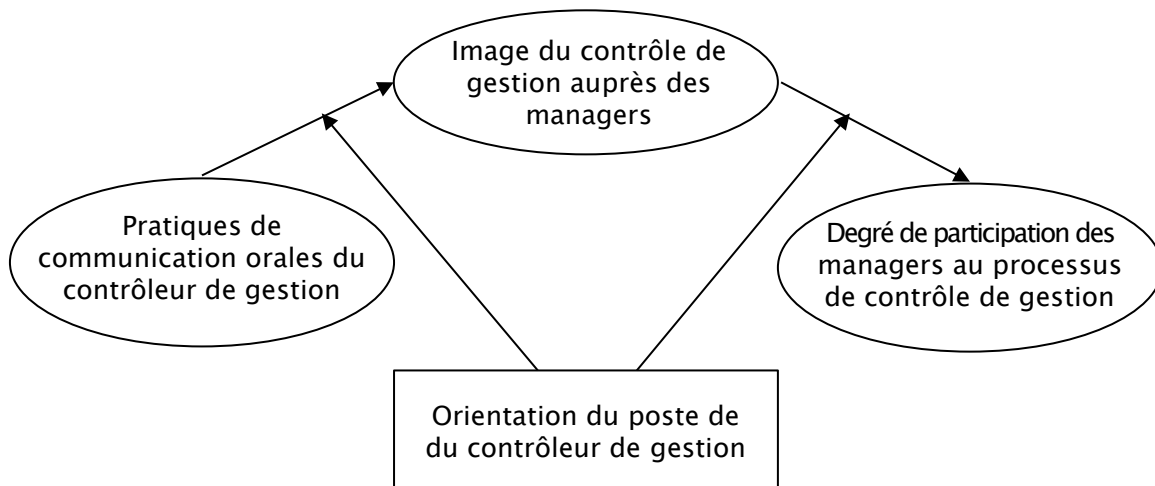 Image du contrôle de
gestion auprès des
managers
Pratiques de
communication orales du
contrôleur de gestion
Degré de participation des
managers au processus
de contrôle de gestion
Orientation du poste de
du contrôleur de gestion